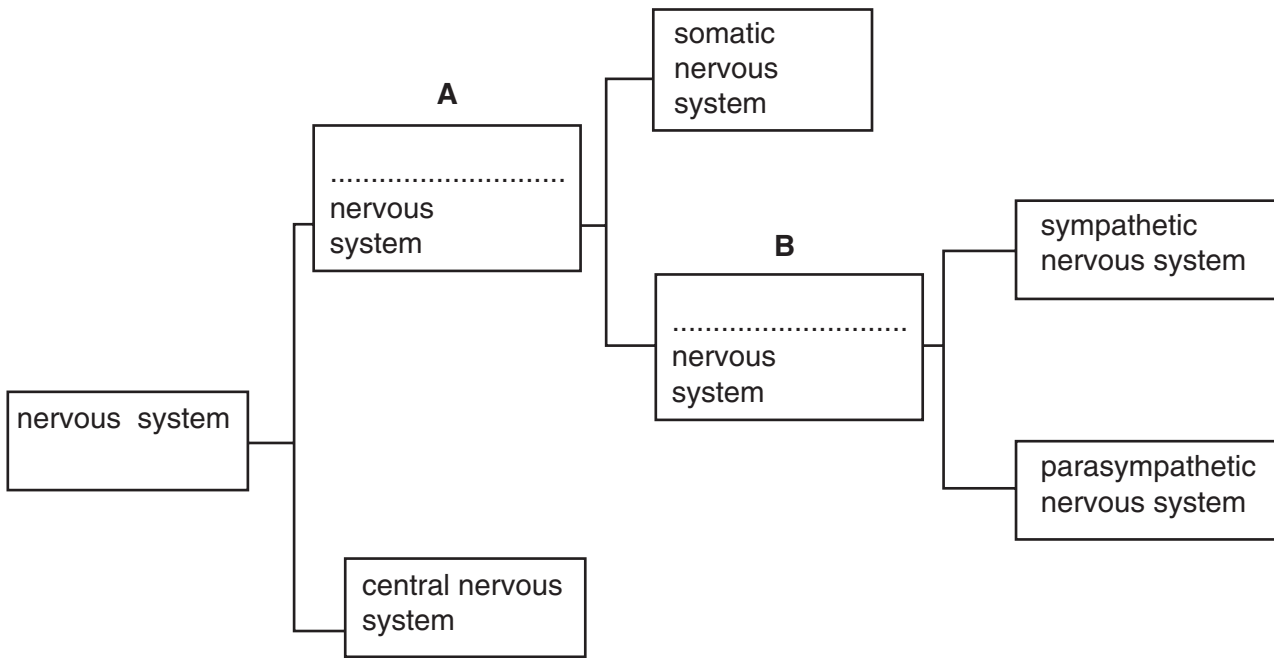 somatic
nervous
system
A
.............................
nervous
system
sympathetic
nervous system
B
.............................
nervous
system
nervous system
parasympathetic
nervous system
central nervous
system